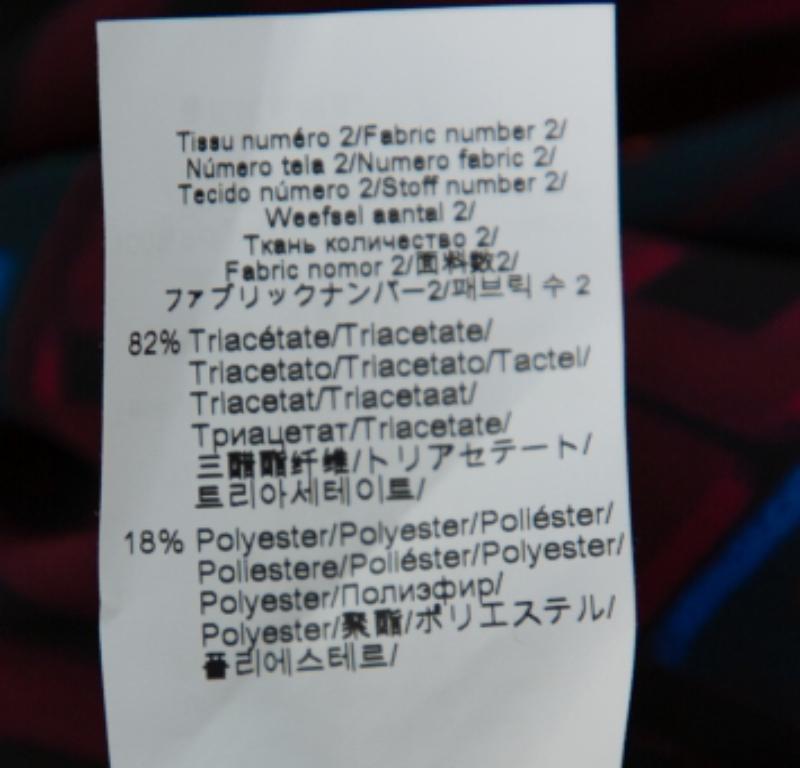 Tissu numéro 2/Fabric number 2/
Número tela 2/Numero fabric 2/
Tecido número 2/Stoff number 2/
Weefsel aantal 2/
Ткань количество 2/
Fabric nomor 2/面料数2/
ファブリックナンバー2/패브릭 수 2
82% Triacétate/Triacetate/
Triacetato/Triacetato/Tactel/
Triacetat/Triacetaat/
Триацетат/Triacetate/
三醋酯纤维/トリアセテート/
트리아세테이트/
18% Polyester/Polyester/Poliéster/
Poliestere/Poliéster/Polyester/
Polyester/Полиэфир/
Polyester/聚酯/ポリエステル/
폴리에스테르/